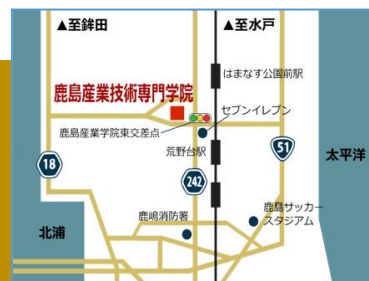 ▲至鉾田
▲至水戸
はまなす公園前駅
鹿島産業技術専門学院
セブンイレブン
鹿島産業学院東交差点
荒野台駅
51
太平洋
18
242
鹿島サッカー
スタジアム
鹿嶋消防署
北浦